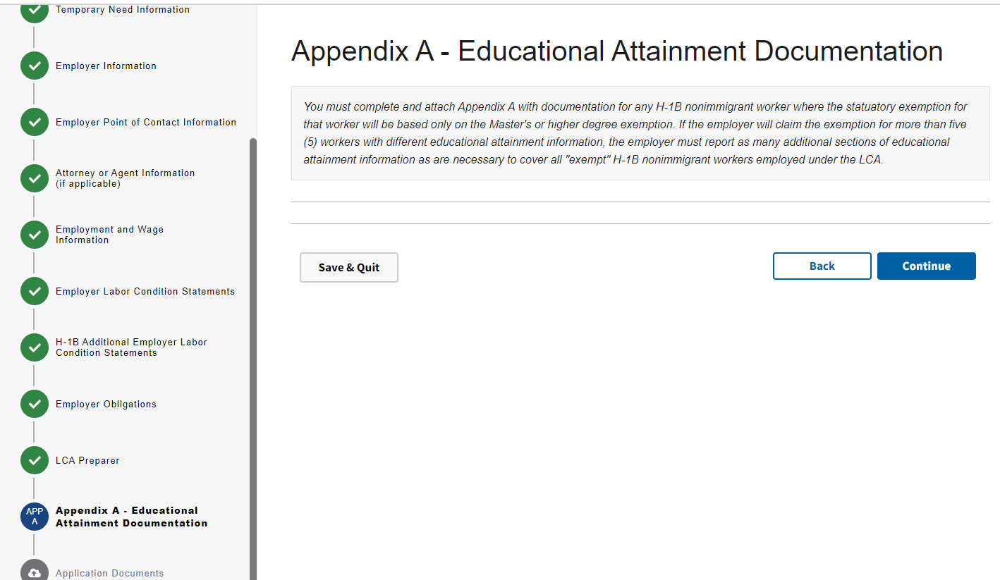 Temporary Need Information
Employer Information
Employer Point of Contact Information
Attorney or Agent Information
(if applicable)
Employment and Wage
Information
Employer Labor Condition Statements
H-1B Additional Employer Labor
Condition Statements
Employer Obligations
LCA Preparer
APP
A
Appendix A - Educational
Attainment Documentation
Application Documents
Appendix A - Educational Attainment Documentation
You must complete and attach Appendix A with documentation for any H-1B nonimmigrant worker where the statuatory exemption for
that worker will be based only on the Master's or higher degree exemption. If the employer will claim the exemption for more than five
(5) workers with different educational attainment information, the employer must report as many additional sections of educational
attainment information as are necessary to cover all "exempt" H-1B nonimmigrant workers employed under the LCA.
Save & Quit
Back
Continue